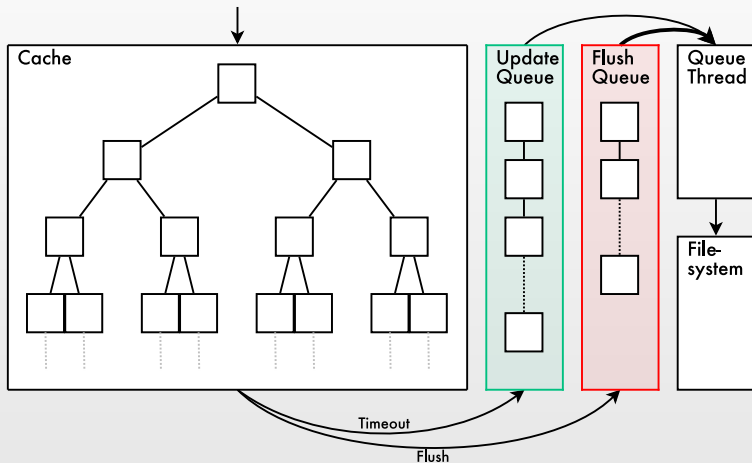 Cache
Update
Queue
Flush
Queue
Queue
Thread
File-
system
Timeout
Flush